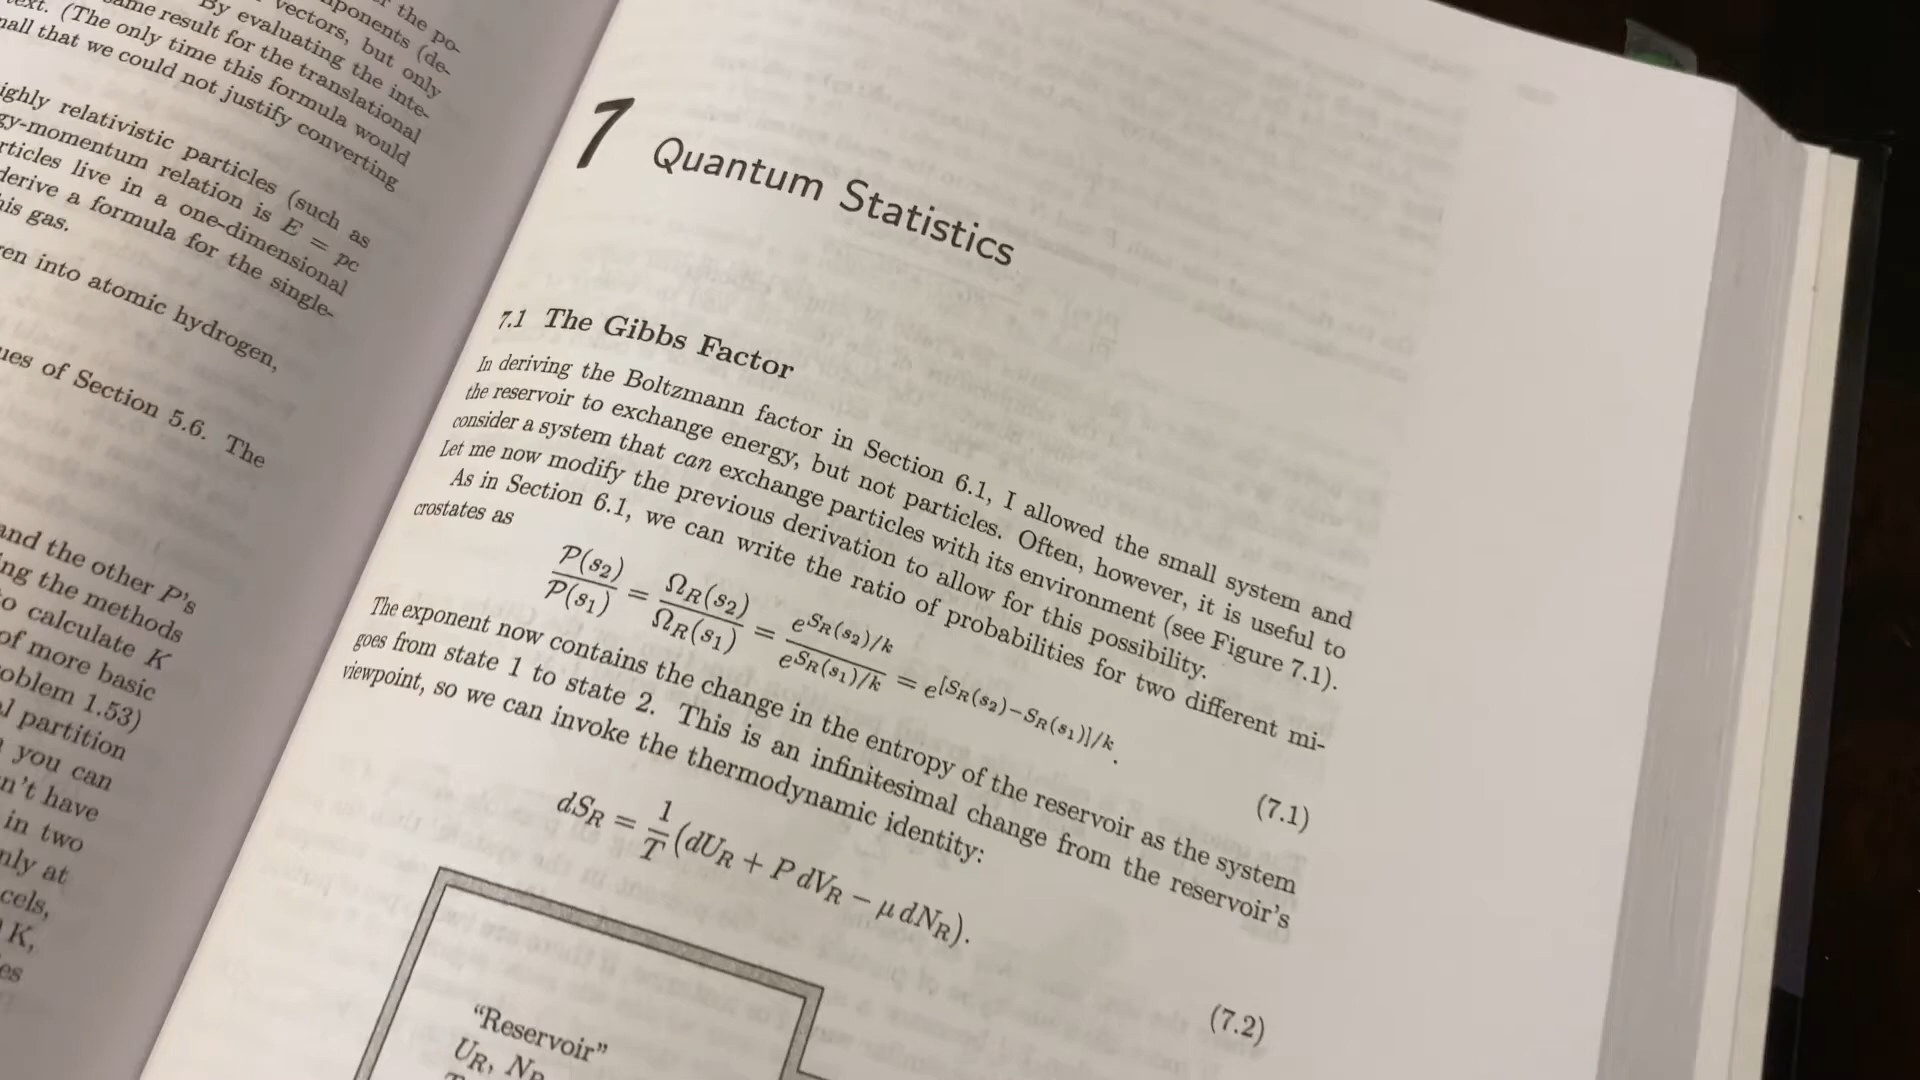 the po-
ponents (de-
vectors, but only
By evaluating the inte-
same result for the translational
text. (The only time this formula would
small that we could not justify converting
highly relativistic particles (such as
gy-momentum relation is E = pc
rticles live in a one-dimensional
derive a formula for the single-
his gas.
en into atomic hydrogen,
ues of Section 5.6. The
and the other P's
ing the methods
to calculate K
of more basic
oblem 1.53)
l partition
you can
n't have
in two
nly at
cels,
K,
es
7 Quantum Statistics
7.1 The Gibbs Factor
In deriving the Boltzmann factor in Section 6.1, I allowed the small system and
the reservoir to exchange energy, but not particles. Often, however, it is useful to
consider a system that can exchange particles with its environment (see Figure 7.1).
Let me now modify the previous derivation to allow for this possibility.
As in Section 6.1, we can write the ratio of probabilities for two different mi-
crostates as
P(s₂)/P(s₁) = Ω_R(s₂)/Ω_R(s₁) = e^{S_R(s₂)/k}/e^{S_R(s₁)/k} = e^{[S_R(s₂)−S_R(s₁)]/k}. (7.1)
The exponent now contains the change in the entropy of the reservoir as the system
goes from state 1 to state 2. This is an infinitesimal change from the reservoir's
viewpoint, so we can invoke the thermodynamic identity:
dS_R = 1/T (dU_R + P dV_R − μ dN_R). (7.2)
"Reservoir"
U_R, N_R